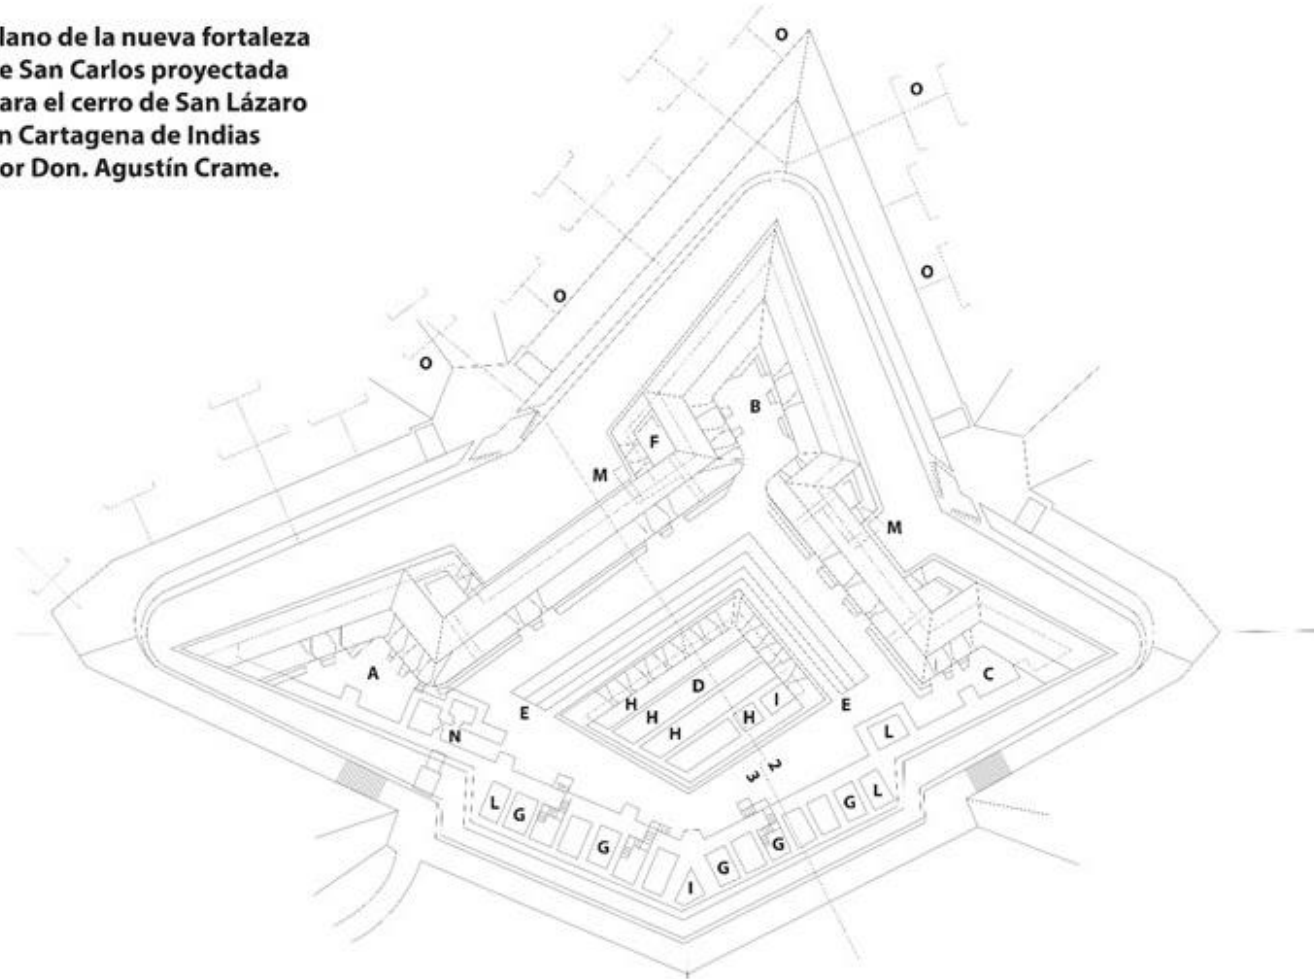 lano de la nueva fortaleza
e San Carlos proyectada
ara el cerro de San Lázaro
n Cartagena de Indias
or Don. Agustín Crame.
O
O
O
O
O
B
F
M
M
A
C
D
H
I
E
H
H
H
E
N
L
2
3
L
G
G
L
G
G
G
I